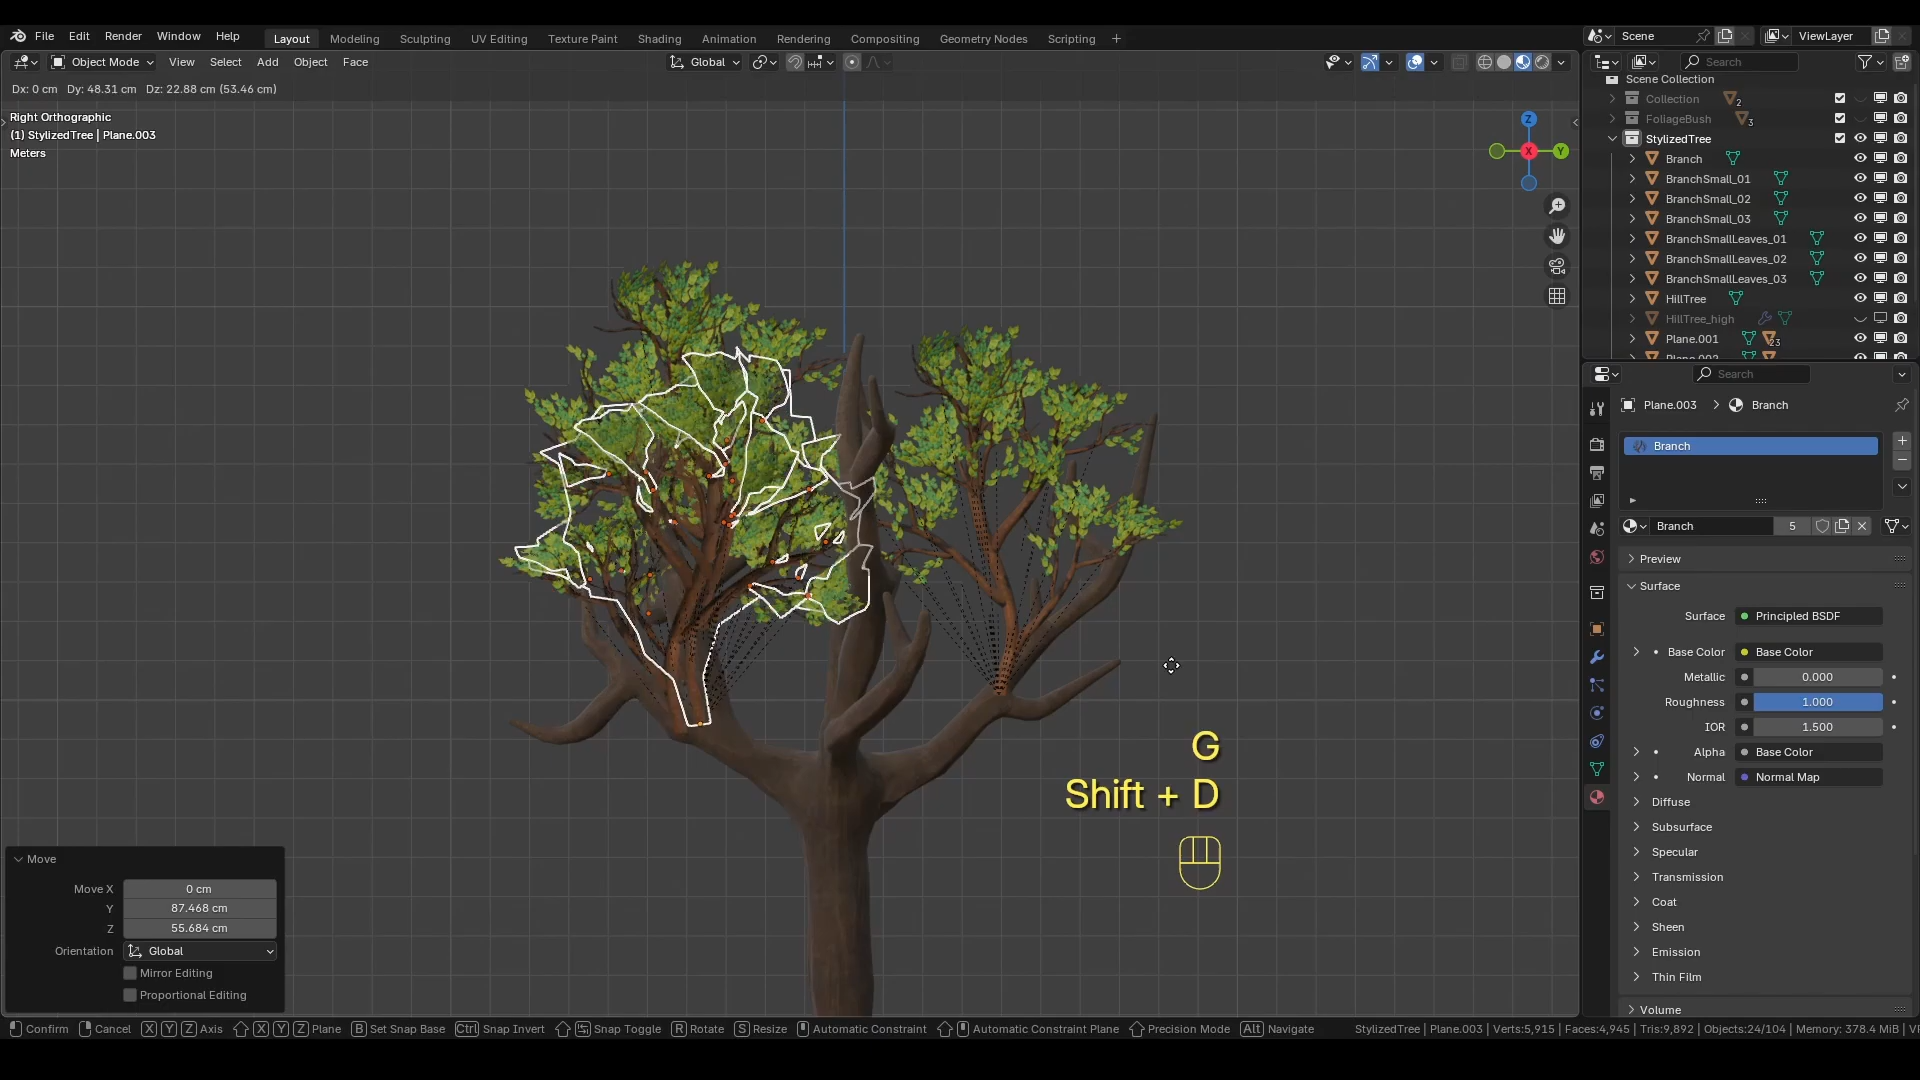 File Edit Render Window Help
Layout Modeling Sculpting UV Editing Texture Paint Shading Animation Rendering Compositing Geometry Nodes Scripting +
Scene ViewLayer
Object Mode View Select Add Object Face Global
Search
Dx: 0 cm Dy: 48.31 cm Dz: 22.88 cm (53.46 cm)
Right Orthographic
(1) StylizedTree | Plane.003
Meters
Z
X
Y
Scene Collection
Collection 2
FoliageBush 3
StylizedTree
Branch
BranchSmall_01
BranchSmall_02
BranchSmall_03
BranchSmallLeaves_01
BranchSmallLeaves_02
BranchSmallLeaves_03
HillTree
HillTree_high
Plane.001 23
Search
Plane.003 > Branch
Branch
Branch 5
Preview
Surface
Surface Principled BSDF
Base Color Base Color
Metallic 0.000
Roughness 1.000
IOR 1.500
Alpha Base Color
Normal Normal Map
Diffuse
Subsurface
Specular
Transmission
Coat
Sheen
Emission
Thin Film
Volume
G
Shift + D
Move
Move X 0 cm
Y 87.468 cm
Z 55.684 cm
Orientation Global
Mirror Editing
Proportional Editing
Confirm Cancel X Y Z Axis X Y Z Plane B Set Snap Base Ctrl Snap Invert Snap Toggle R Rotate S Resize Automatic Constraint Automatic Constraint Plane Precision Mode Alt Navigate StylizedTree | Plane.003 | Verts:5,915 | Faces:4,945 | Tris:9,892 | Objects:24/104 | Memory: 378.4 MiB |